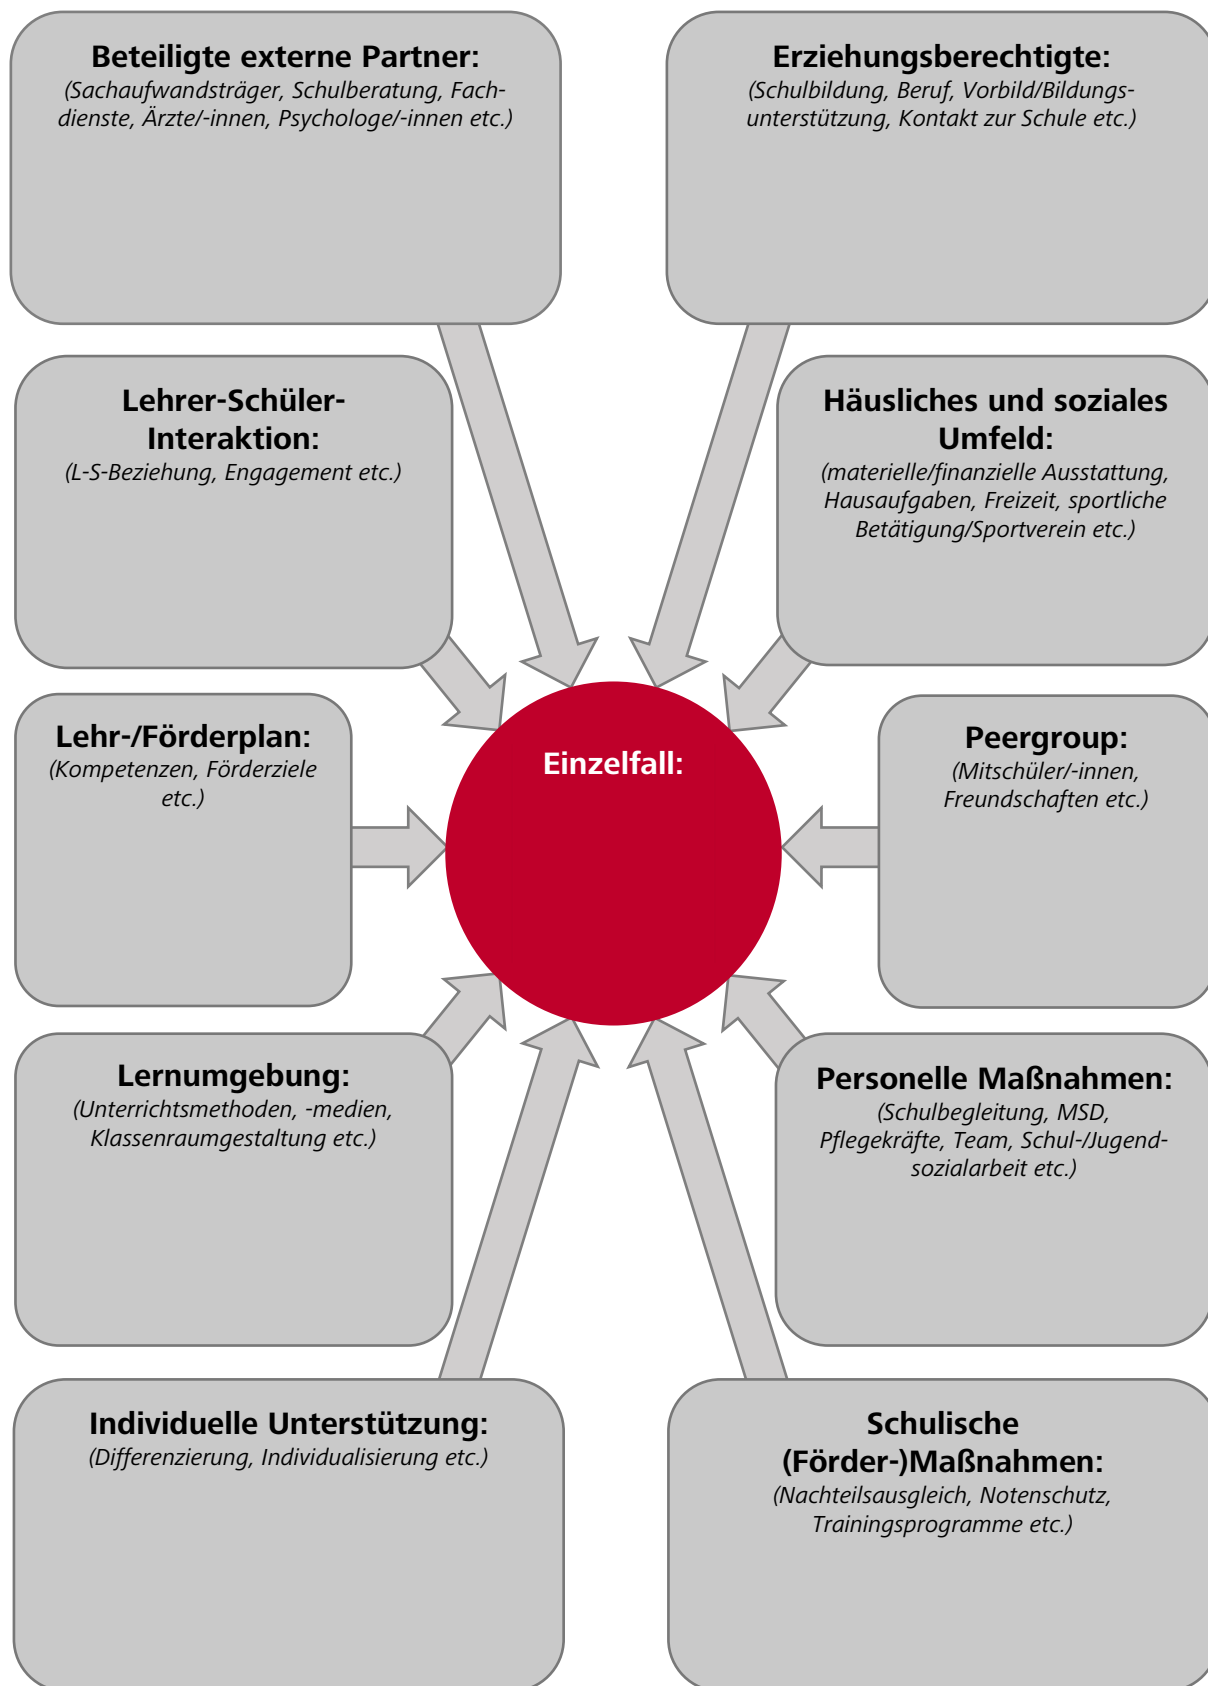 Beteiligte externe Partner:
(Sachaufwandsträger, Schulberatung, Fach-
dienste, Ärzte/-innen, Psychologe/-innen etc.)
Erziehungsberechtigte:
(Schulbildung, Beruf, Vorbild/Bildungs-
unterstützung, Kontakt zur Schule etc.)
Lehrer-Schüler-
Interaktion:
(L-S-Beziehung, Engagement etc.)
Häusliches und soziales
Umfeld:
(materielle/finanzielle Ausstattung,
Hausaufgaben, Freizeit, sportliche
Betätigung/Sportverein etc.)
Lehr-/Förderplan:
(Kompetenzen, Förderziele
etc.)
Einzelfall:
Peergroup:
(Mitschüler/-innen,
Freundschaften etc.)
Lernumgebung:
(Unterrichtsmethoden, -medien,
Klassenraumgestaltung etc.)
Personelle Maßnahmen:
(Schulbegleitung, MSD,
Pflegekräfte, Team, Schul-/Jugend-
sozialarbeit etc.)
Individuelle Unterstützung:
(Differenzierung, Individualisierung etc.)
Schulische
(Förder-)Maßnahmen:
(Nachteilsausgleich, Notenschutz,
Trainingsprogramme etc.)